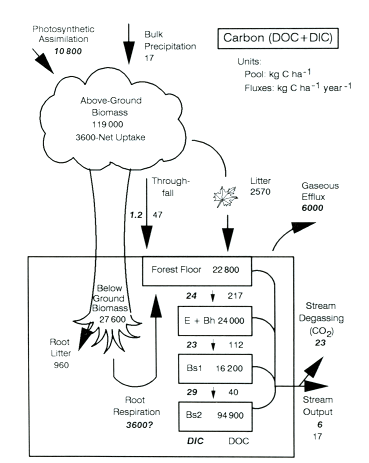 Photosynthetic
Assimilation
10 800
Bulk
Precipitation
17
Carbon (DOC+DIC)
Units:
Pool: kg C ha⁻¹
Fluxes: kg C ha⁻¹ year⁻¹
Above-Ground
Biomass
119 000
3600-Net Uptake
Through-
fall
1.2 47
Litter
2570
Gaseous
Efflux
6000
Forest Floor 22 800
Below
Ground
Biomass
27 600
24 217
E + Bh 24 000
23 112
Bs1 16 200
29 40
Bs2 94 900
DIC DOC
Root
Litter
960
Root
Respiration
3600?
Stream
Degassing
(CO₂)
23
Stream
Output
6
17